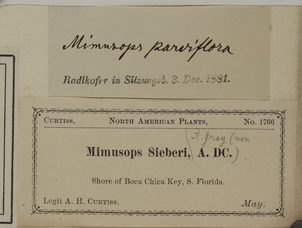 Mimusops parviflora
Radlkofer in Sitzungsb. 3. Dec. 1881.
CURTISS, NORTH AMERICAN PLANTS, No. 1766
(A. Gray (non
Mimusops Sieberi, A. DC.)
Shore of Boca Chica Key, S. Florida.
Legit A. H. CURTISS. May.